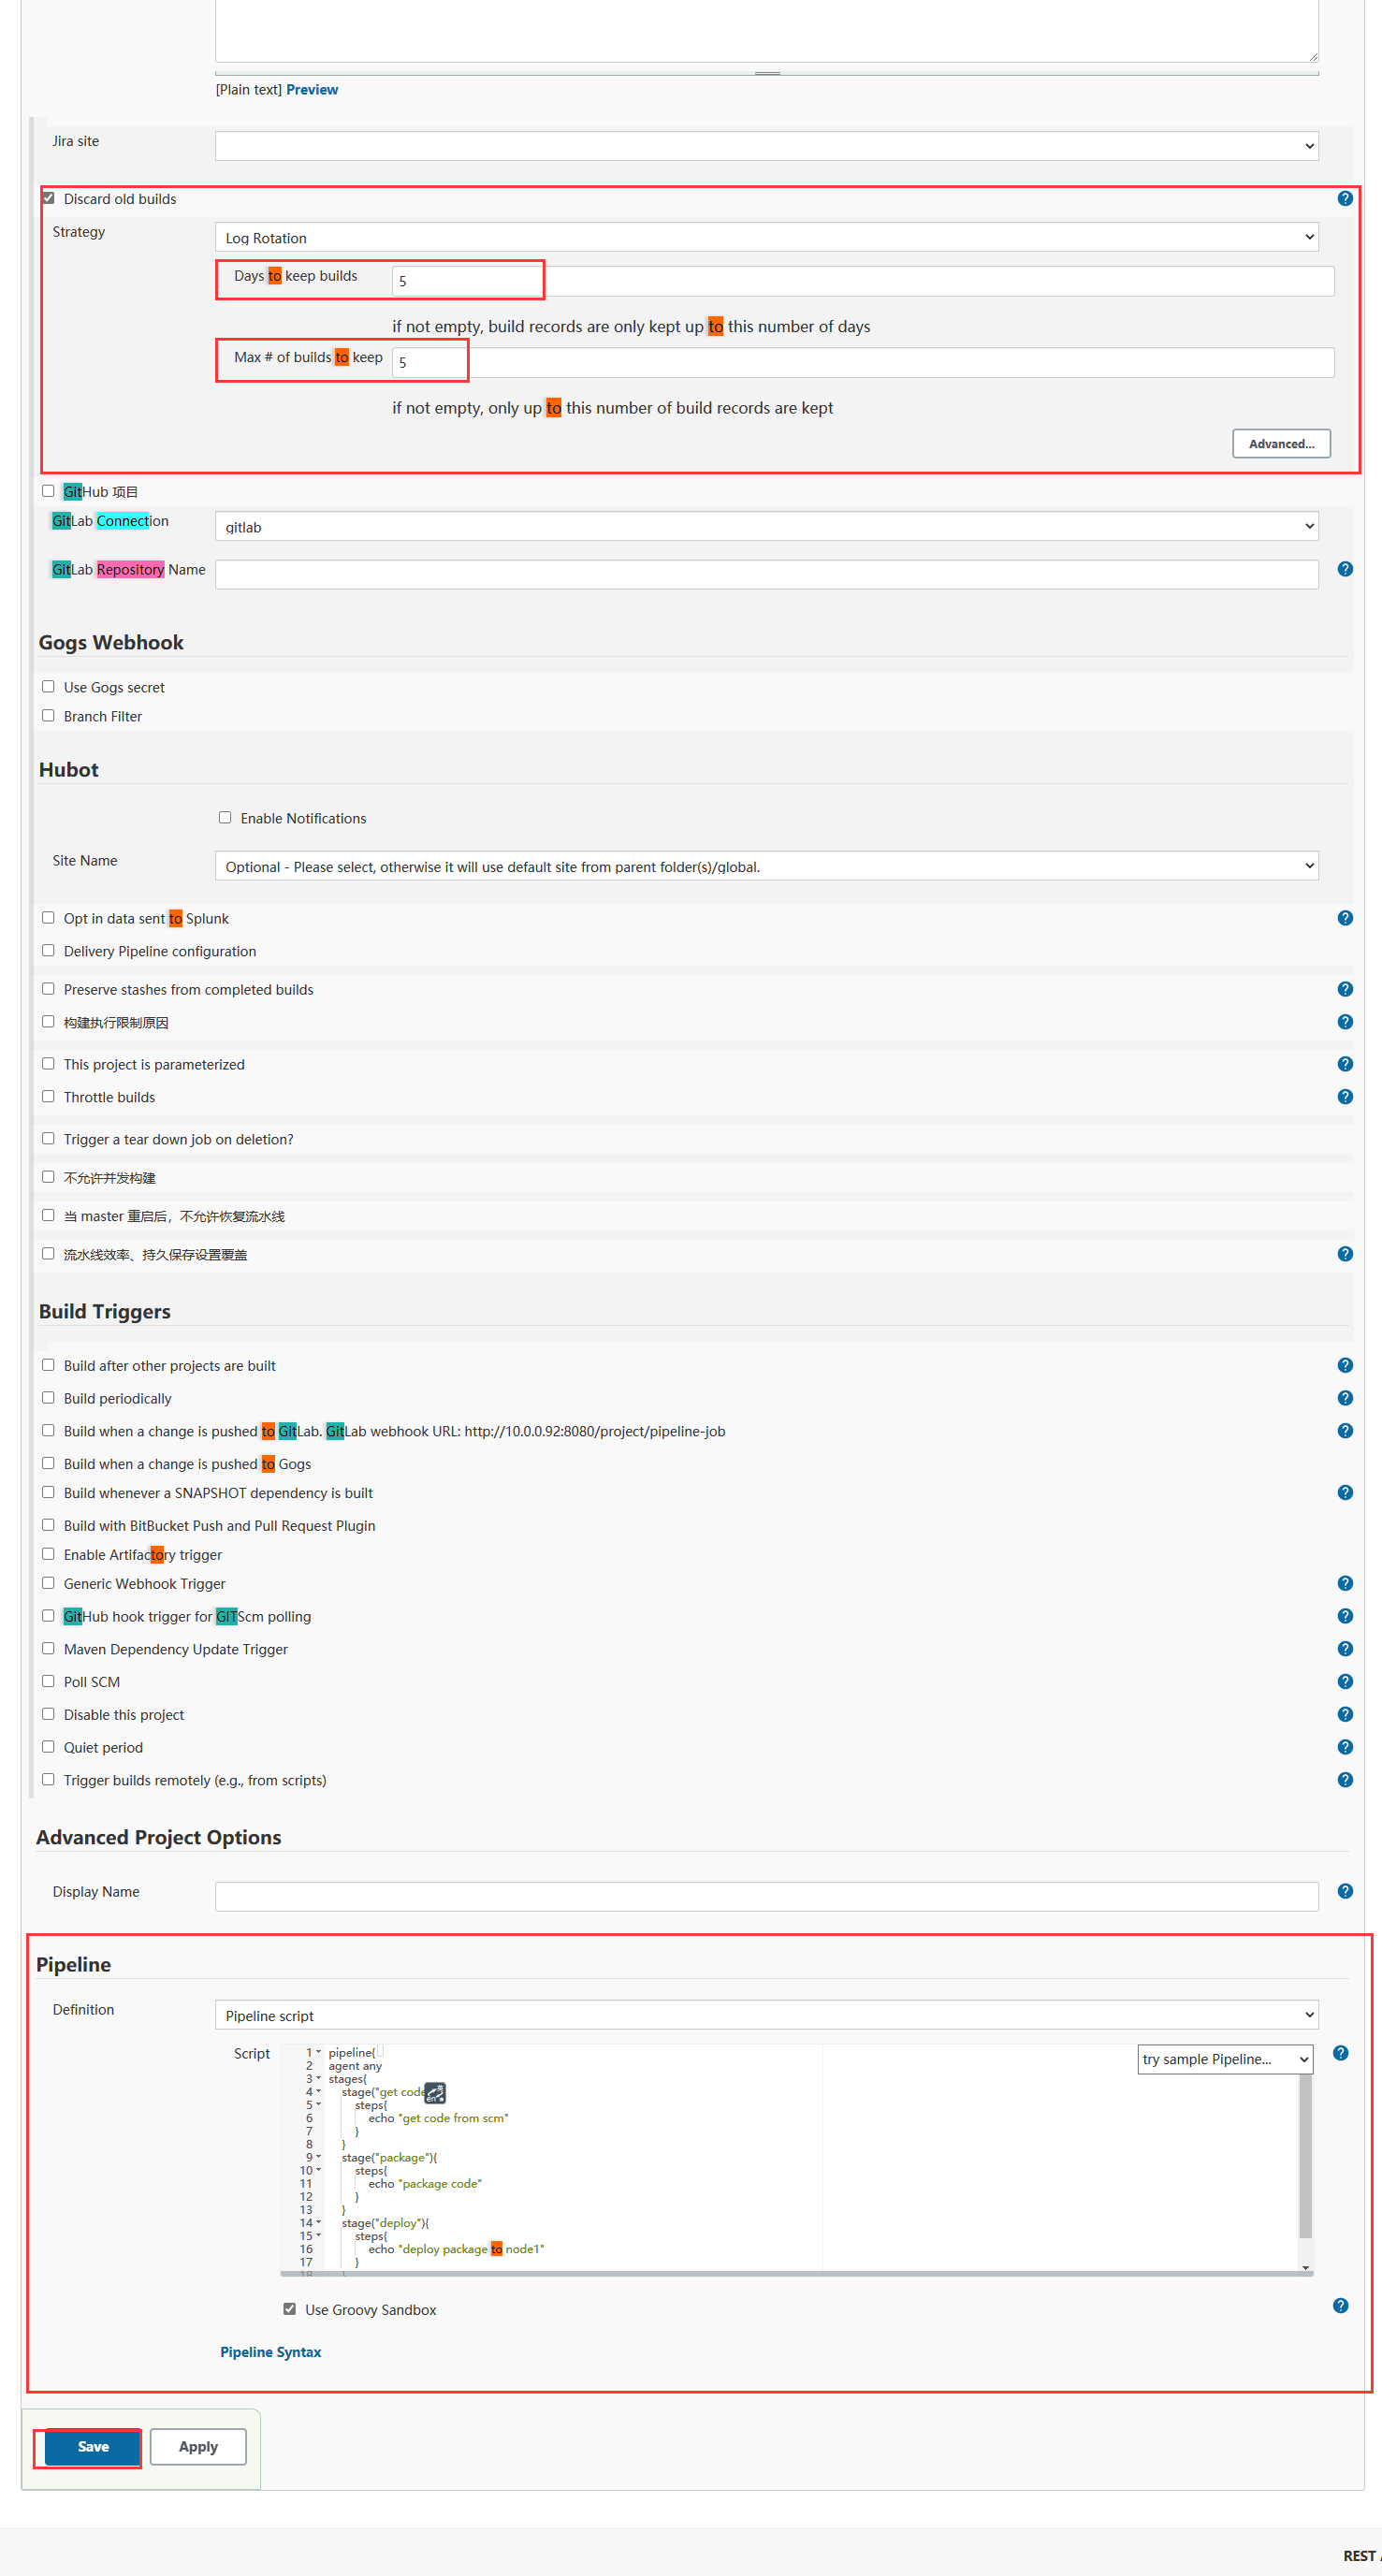 [Plain text] Preview
Jira site
Discard old builds
Strategy
Log Rotation
Days to keep builds
5
if not empty, build records are only kept up to this number of days
Max # of builds to keep
5
if not empty, only up to this number of build records are kept
Advanced...
GitHub 项目
GitLab Connection
gitlab
GitLab Repository Name
Gogs Webhook
Use Gogs secret
Branch Filter
Hubot
Enable Notifications
Site Name
Optional - Please select, otherwise it will use default site from parent folder(s)/global.
Opt in data sent to Splunk
Delivery Pipeline configuration
Preserve stashes from completed builds
构建执行限制原因
This project is parameterized
Throttle builds
Trigger a tear down job on deletion?
不允许并发构建
当 master 重启后，不允许恢复流水线
流水线效率、持久保存设置覆盖
Build Triggers
Build after other projects are built
Build periodically
Build when a change is pushed to GitLab. GitLab webhook URL: http://10.0.0.92:8080/project/pipeline-job
Build when a change is pushed to Gogs
Build whenever a SNAPSHOT dependency is built
Build with BitBucket Push and Pull Request Plugin
Enable Artifactory trigger
Generic Webhook Trigger
GitHub hook trigger for GITScm polling
Maven Dependency Update Trigger
Poll SCM
Disable this project
Quiet period
Trigger builds remotely (e.g., from scripts)
Advanced Project Options
Display Name
Pipeline
Definition
Pipeline script
Script
try sample Pipeline...
1 pipeline{
2 agent any
3 stages{
4 stage("get code
5 steps{
6 echo "get code from scm"
7 }
8 }
9 stage("package"){
10 steps{
11 echo "package code"
12 }
13 }
14 stage("deploy"){
15 steps{
16 echo "deploy package to node1"
17 }
18 }
Use Groovy Sandbox
Pipeline Syntax
Save
Apply
REST